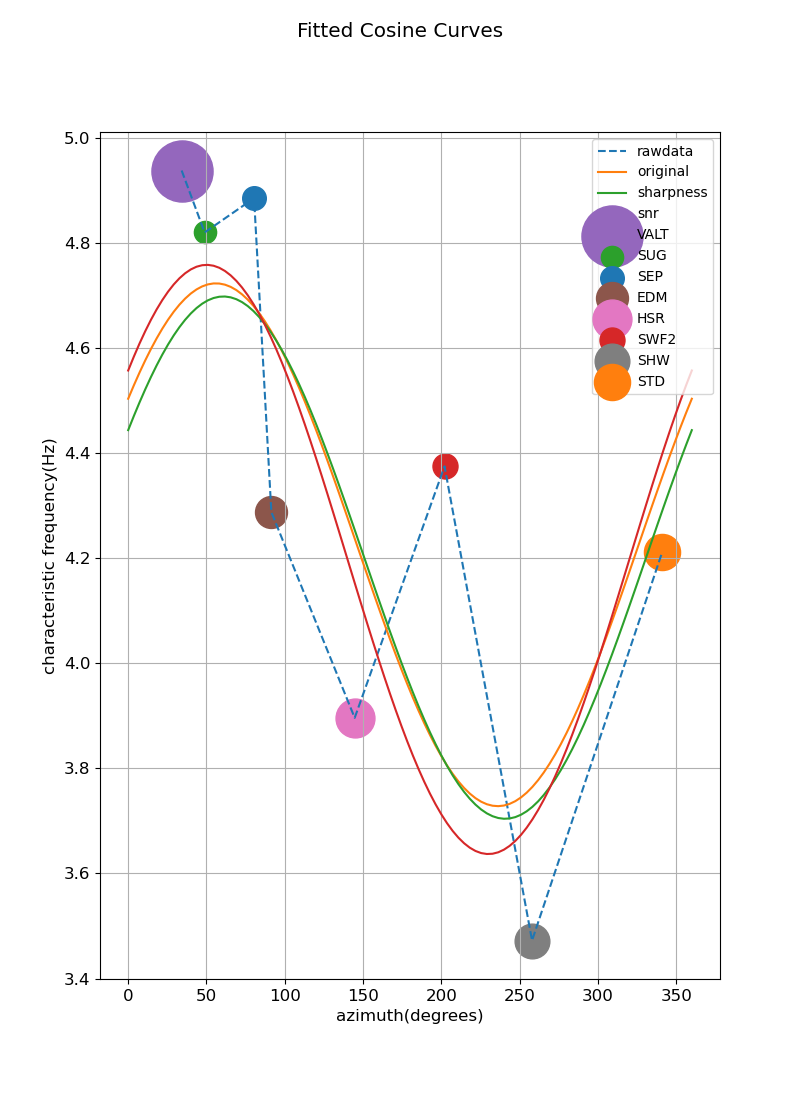 Fitted Cosine Curves
5.0
4.8
4.6
4.4
4.2
4.0
3.8
3.6
3.4
characteristic frequency(Hz)
rawdata
original
sharpness
snr
VALT
SUG
SEP
EDM
HSR
SWF2
SHW
STD
0 50 100 150 200 250 300 350
azimuth(degrees)